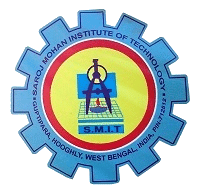 SAROJ MOHAN INSTITUTE OF TECHNOLOGY
S.M.I.T
GUPTIPARA, HOOGHLY, WEST BENGAL, INDIA, PIN-712512